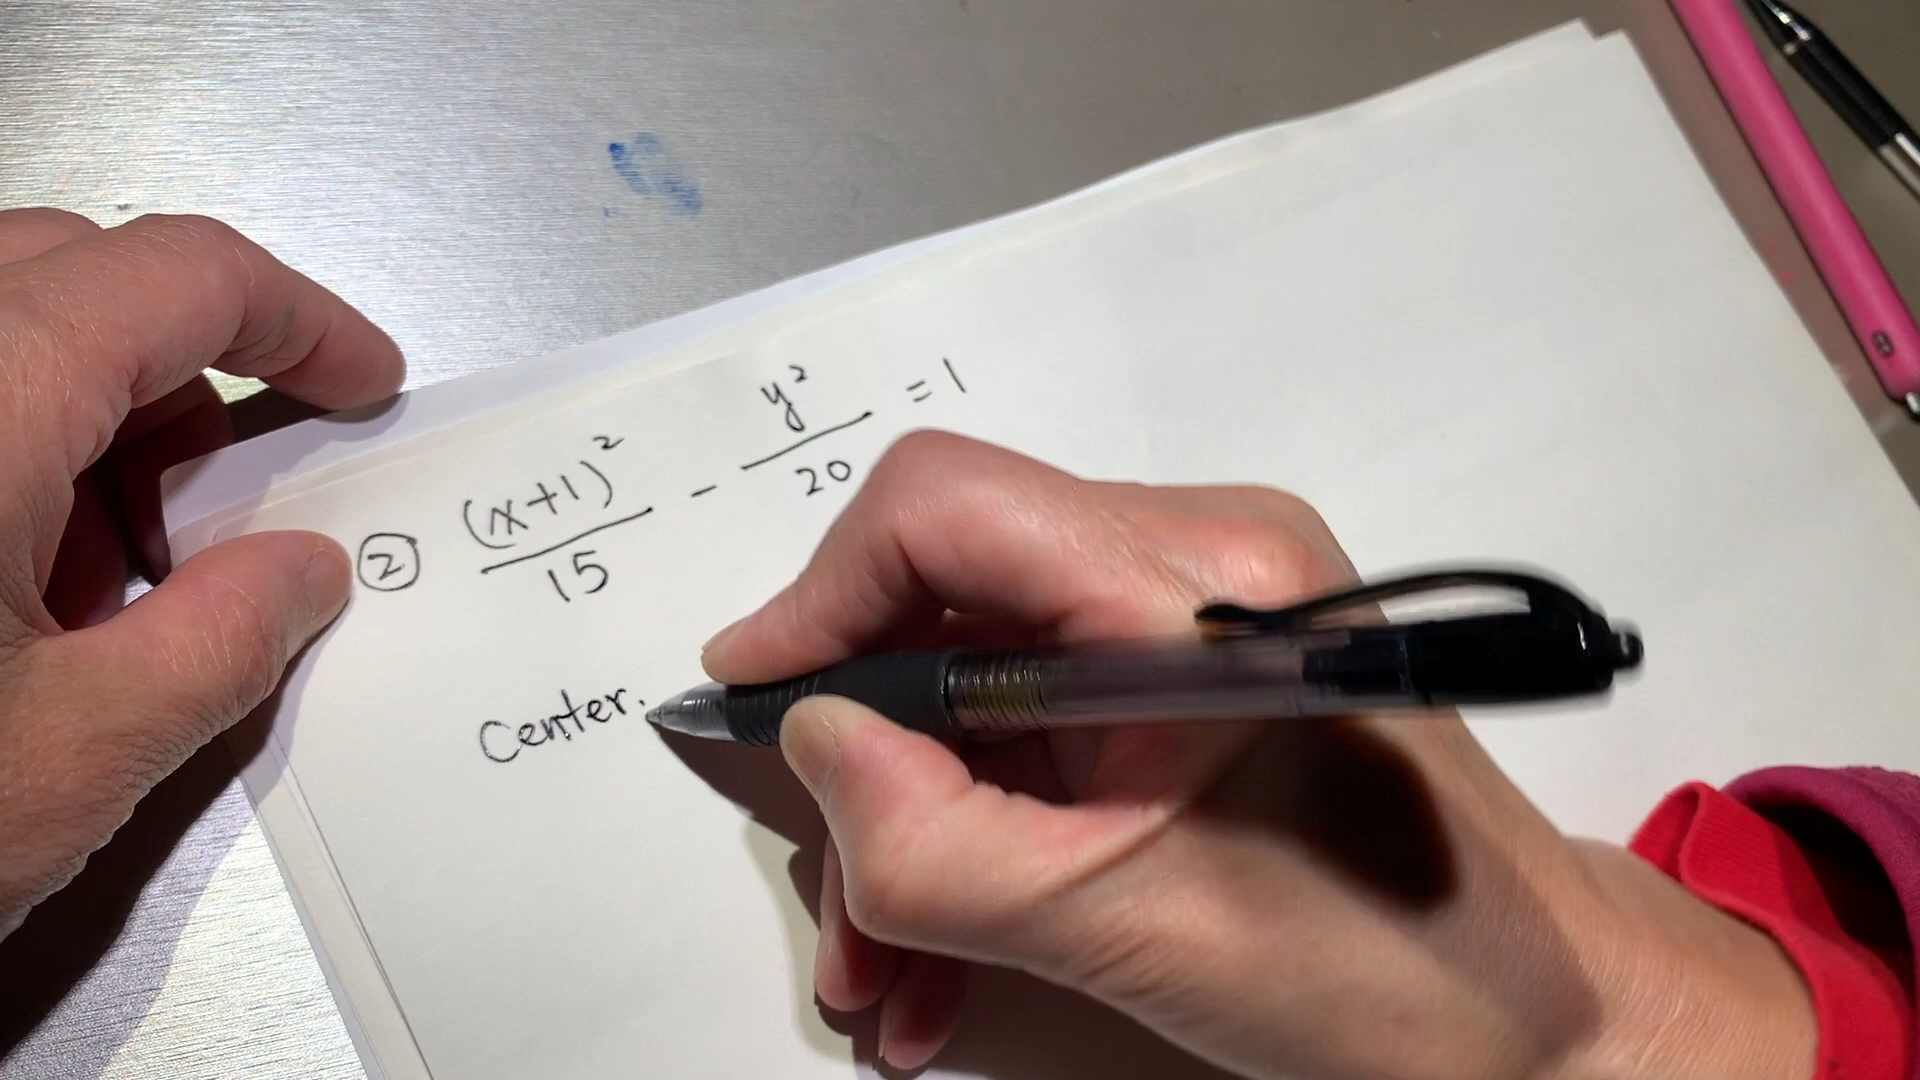 ② (x+1)²/15 - y²/20 = 1
Center.